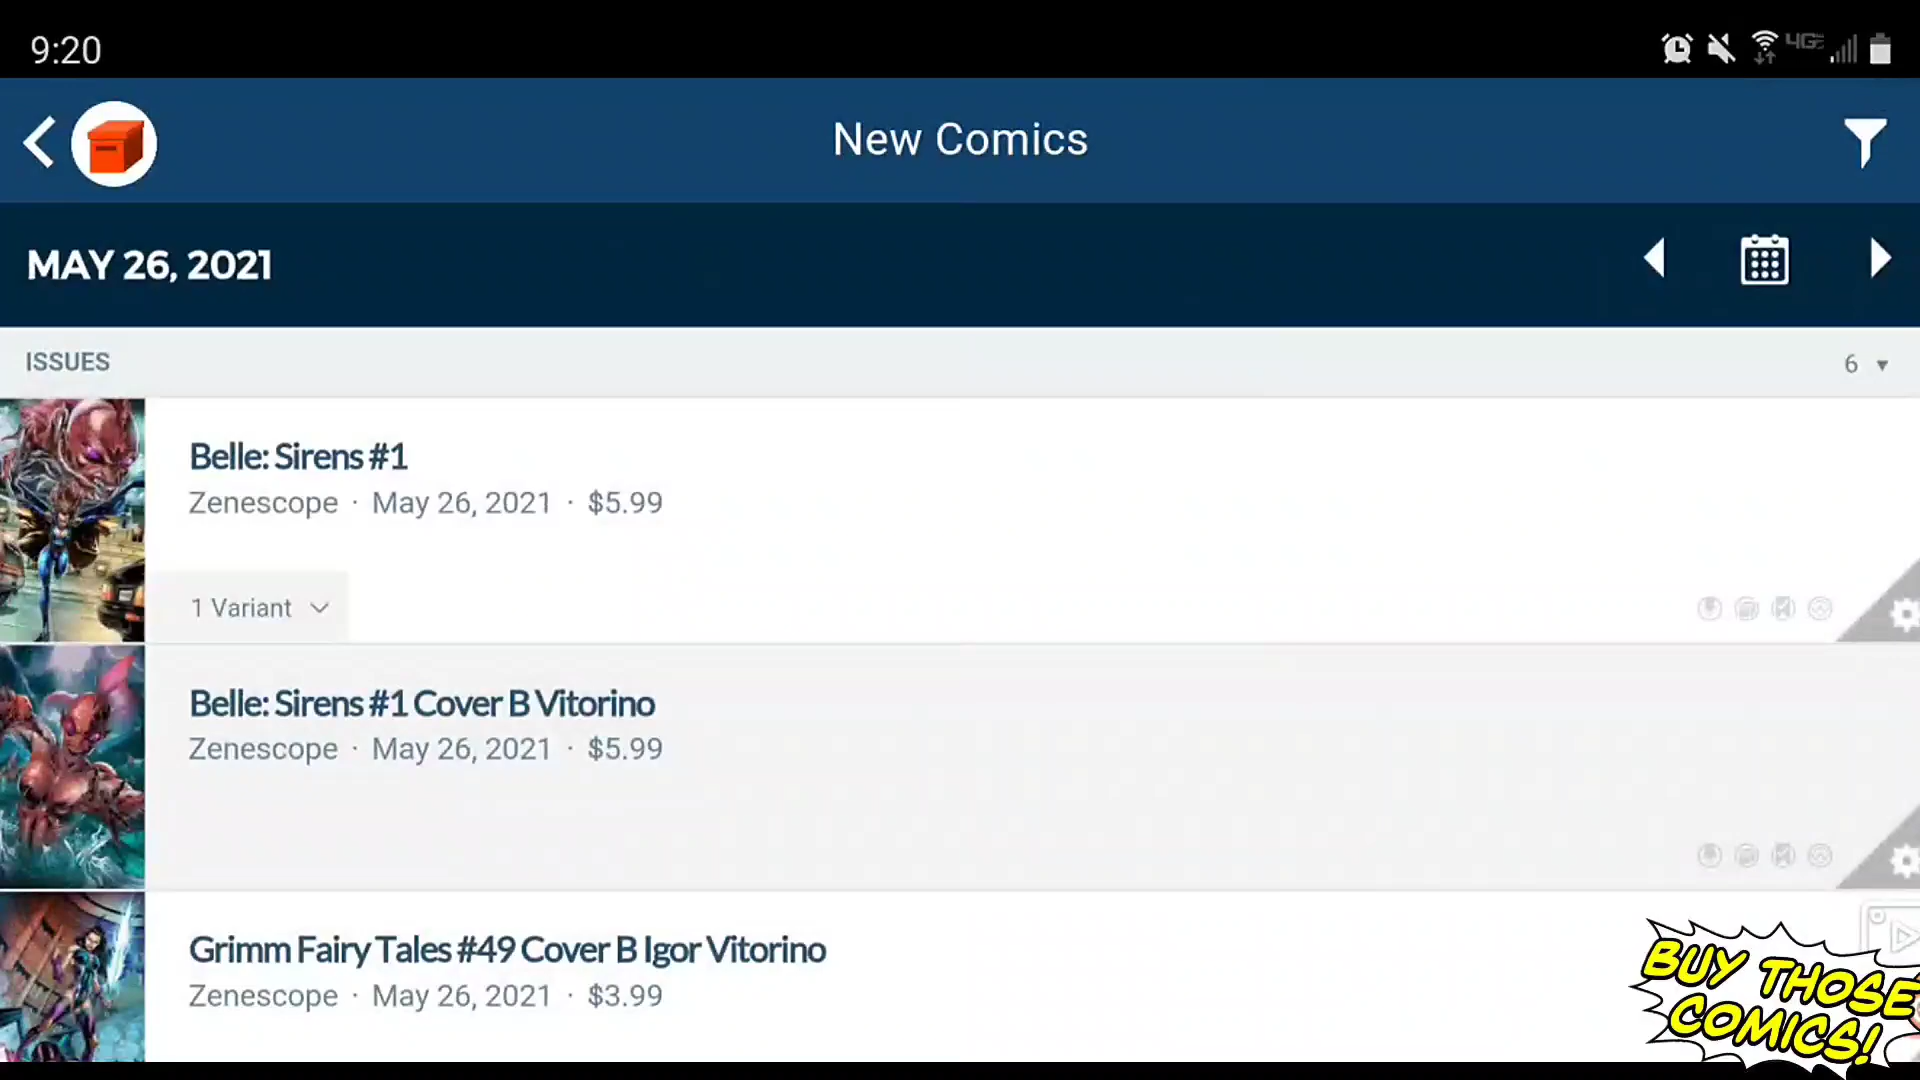 9:20
4GE
New Comics
MAY 26, 2021
ISSUES
6
Belle: Sirens #1
Zenescope · May 26, 2021 · $5.99
1 Variant
Belle: Sirens #1 Cover B Vitorino
Zenescope · May 26, 2021 · $5.99
Grimm Fairy Tales #49 Cover B Igor Vitorino
Zenescope · May 26, 2021 · $3.99
BUY THOSE
COMICS!